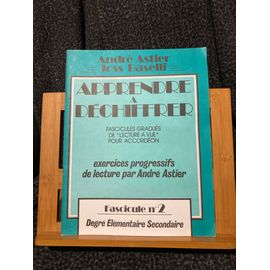 André Astier
Joss Baselli
APPRENDRE
A
DECHIFFRER
FASCICULES GRADUÉS
DE "LECTURE A VUE"
POUR ACCORDÉON
exercices progressifs
de lecture par André Astier
Fascicule n°2
Degré Elémentaire Secondaire